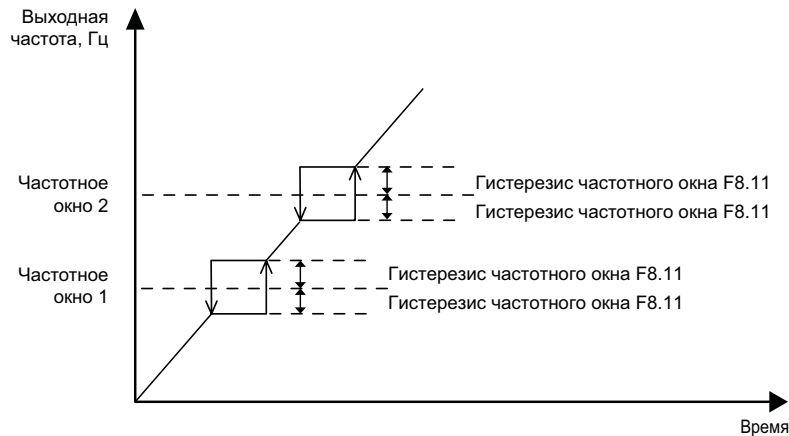 Выходная
частота, Гц
Частотное
окно 2
Гистерезис частотного окна F8.11
Гистерезис частотного окна F8.11
Частотное
окно 1
Гистерезис частотного окна F8.11
Гистерезис частотного окна F8.11
Время